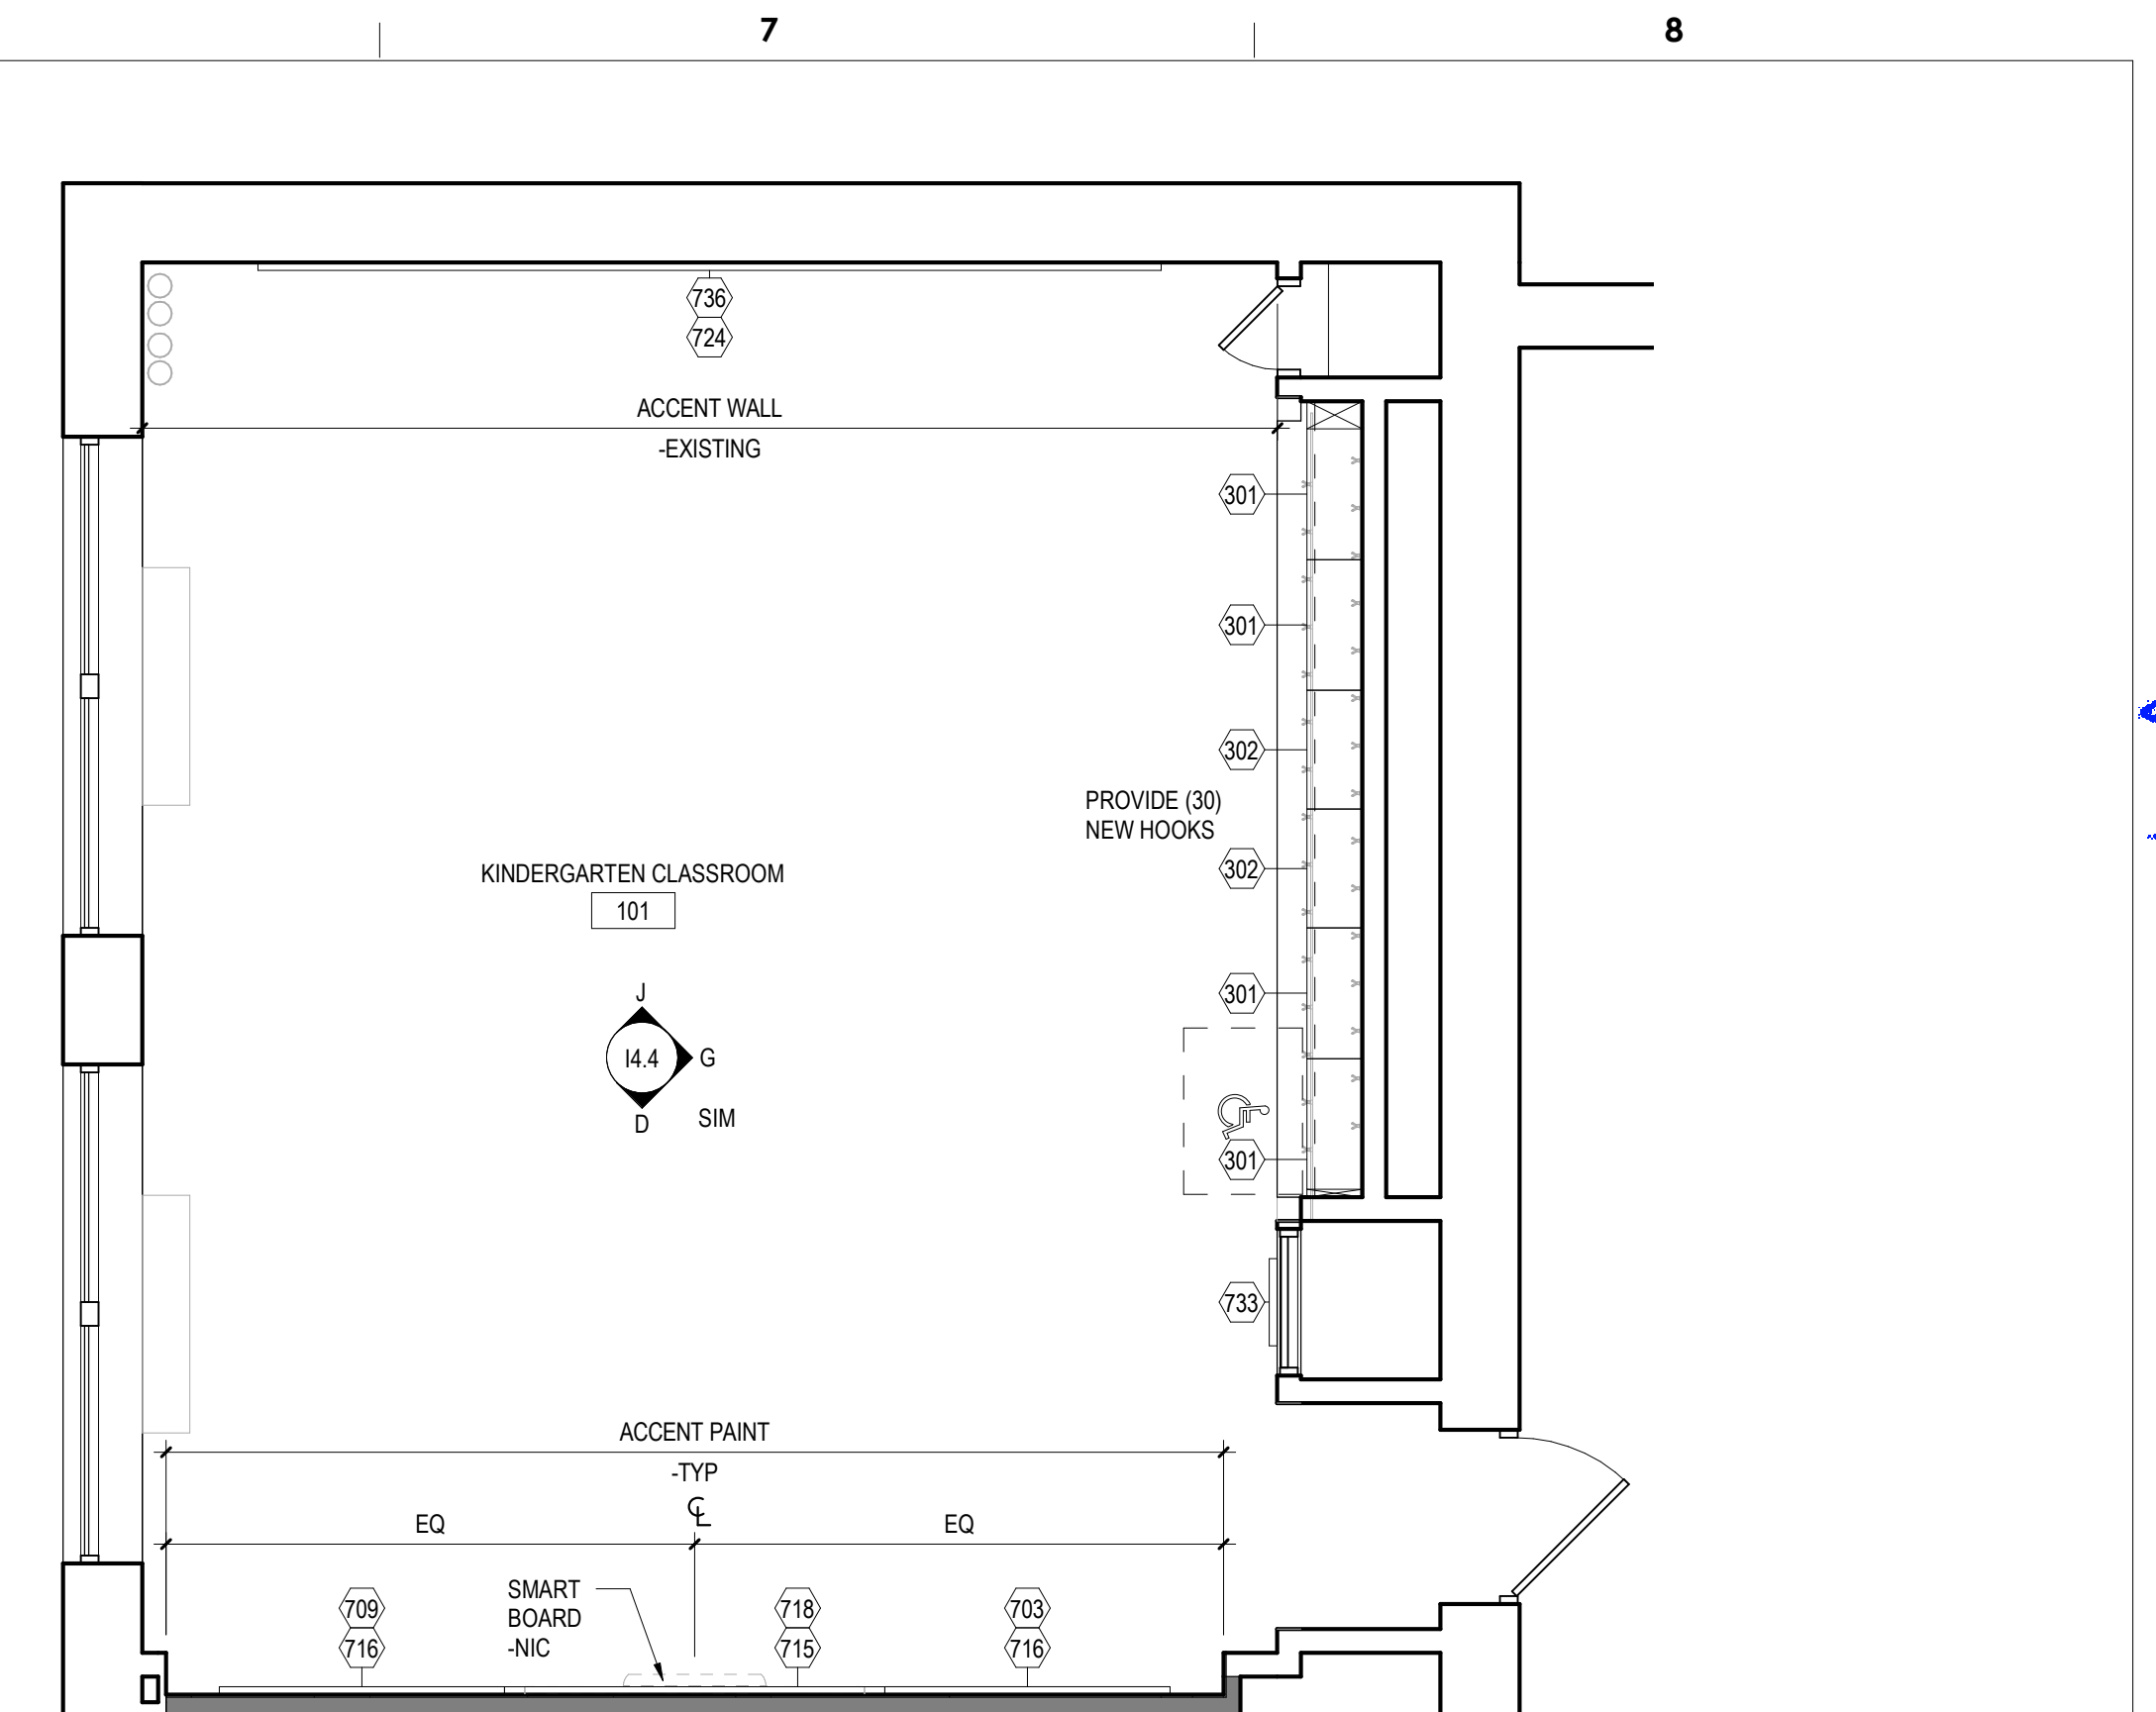 7
8
736
724
ACCENT WALL
-EXISTING
301
301
302
PROVIDE (30)
NEW HOOKS
302
KINDERGARTEN CLASSROOM
101
301
J
I4.4
G
D
SIM
301
733
ACCENT PAINT
-TYP
CL
EQ
EQ
SMART
BOARD
-NIC
709
716
718
715
703
716